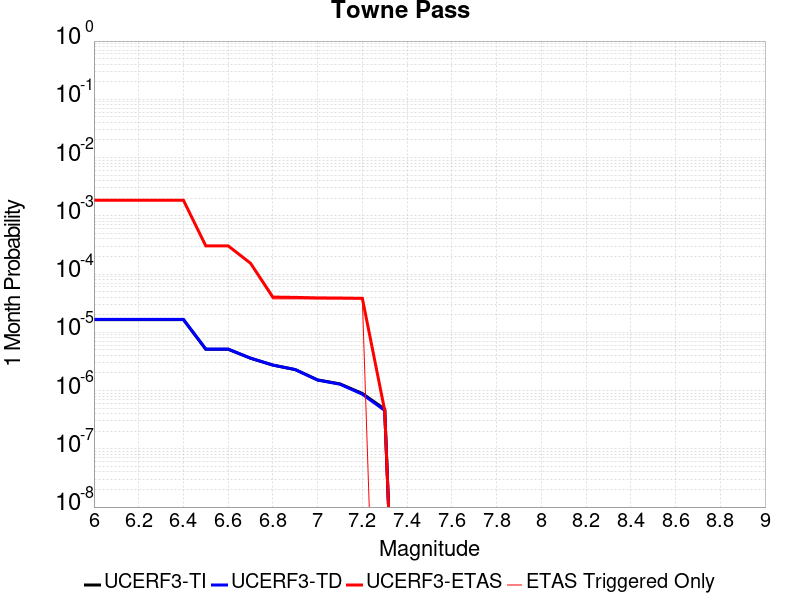 Towne Pass
10^0
10^-1
10^-2
10^-3
10^-4
10^-5
10^-6
10^-7
10^-8
1 Month Probability
6 6.2 6.4 6.6 6.8 7 7.2 7.4 7.6 7.8 8 8.2 8.4 8.6 8.8 9
Magnitude
UCERF3-TI UCERF3-TD UCERF3-ETAS ETAS Triggered Only